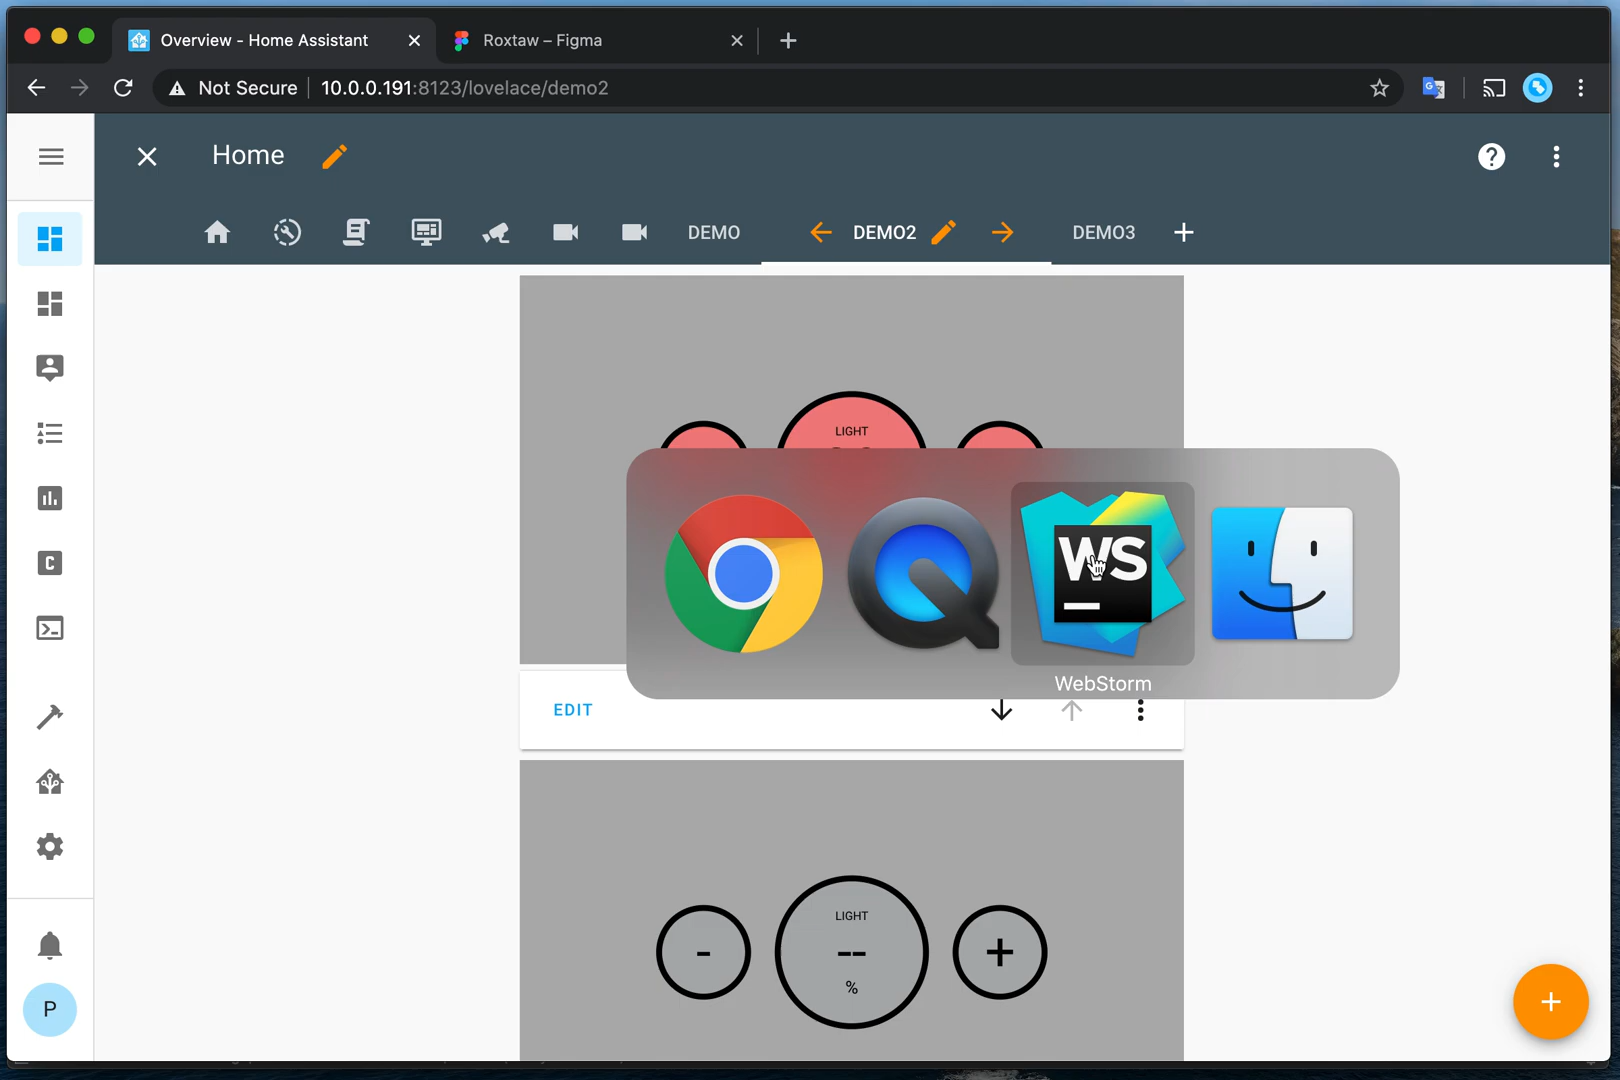 Overview - Home Assistant
Roxtaw – Figma
Not Secure
10.0.0.191:8123/lovelace/demo2
Home
DEMO
DEMO2
DEMO3
LIGHT
WS
WebStorm
EDIT
LIGHT
-
--
+
%
C
P